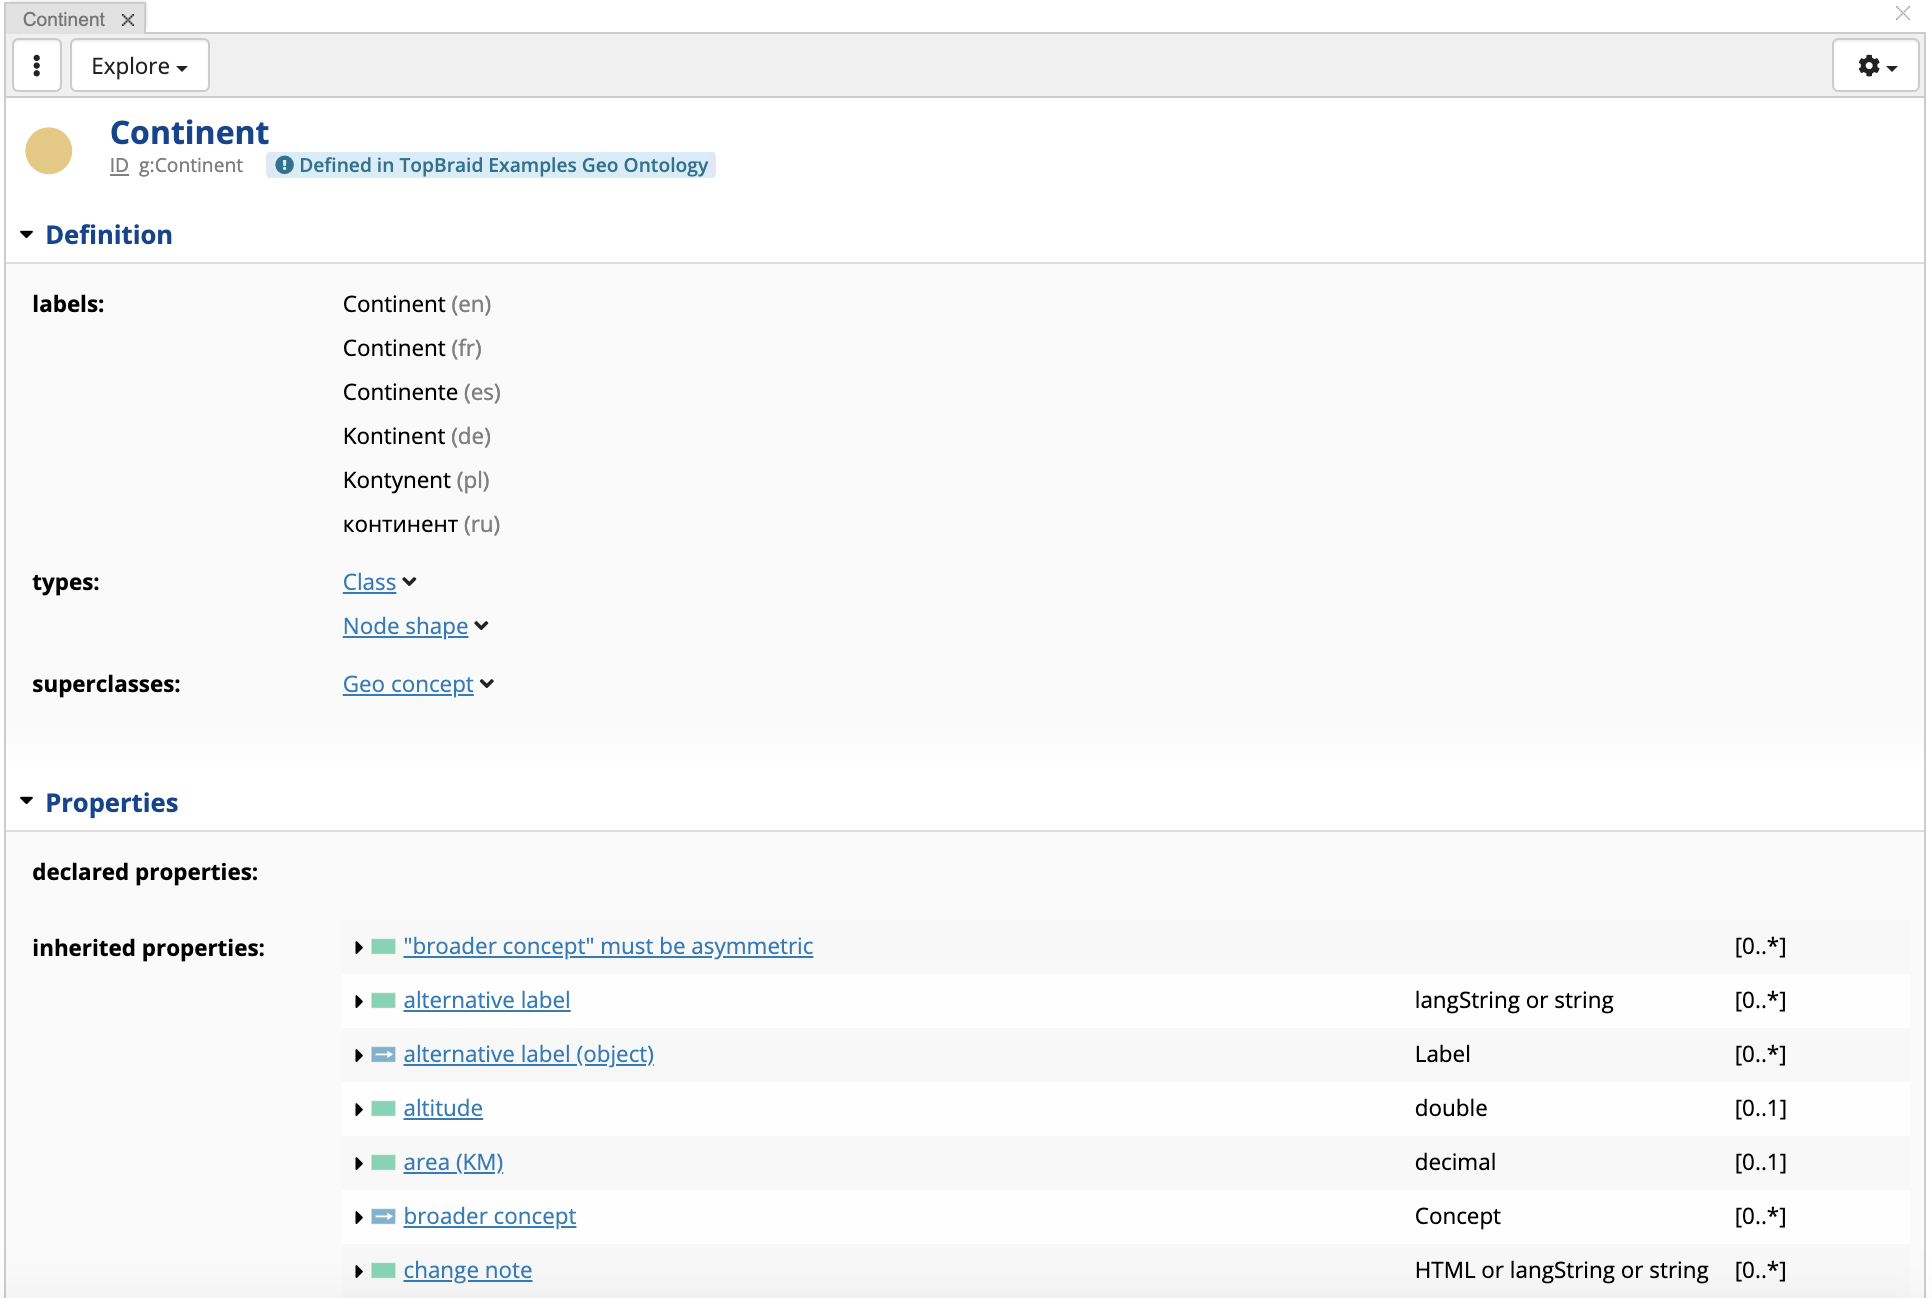 Continent
Explore
Continent
ID g:Continent Defined in TopBraid Examples Geo Ontology
Definition
labels: Continent (en)
Continent (fr)
Continente (es)
Kontinent (de)
Kontynent (pl)
континент (ru)
types: Class
Node shape
superclasses: Geo concept
Properties
declared properties:
inherited properties: "broader concept" must be asymmetric [0..*]
alternative label langString or string [0..*]
alternative label (object) Label [0..*]
altitude double [0..1]
area (KM) decimal [0..1]
broader concept Concept [0..*]
change note HTML or langString or string [0..*]